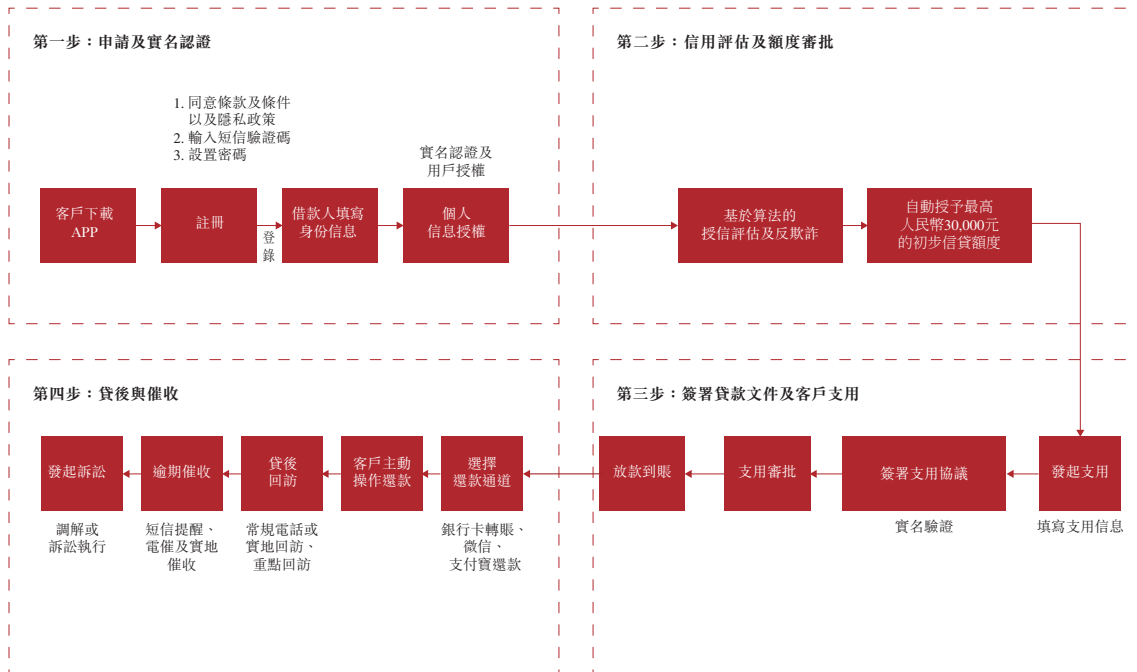 第一步：申請及實名認證
1. 同意條款及條件
以及隱私政策
2. 輸入短信驗證碼
3. 設置密碼
實名認證及
用戶授權
客戶下載
APP
註冊
登
錄
借款人填寫
身份信息
個人
信息授權
第二步：信用評估及額度審批
基於算法的
授信評估及反欺詐
自動授予最高
人民幣30,000元
的初步信貸額度
第三步：簽署貸款文件及客戶支用
發起支用
填寫支用信息
簽署支用協議
實名驗證
支用審批
放款到賬
第四步：貸後與催收
選擇
還款通道
銀行卡轉賬、
微信、
支付寶還款
客戶主動
操作還款
貸後
回訪
常規電話或
實地回訪、
重點回訪
逾期催收
短信提醒、
電催及實地
催收
發起訴訟
調解或
訴訟執行